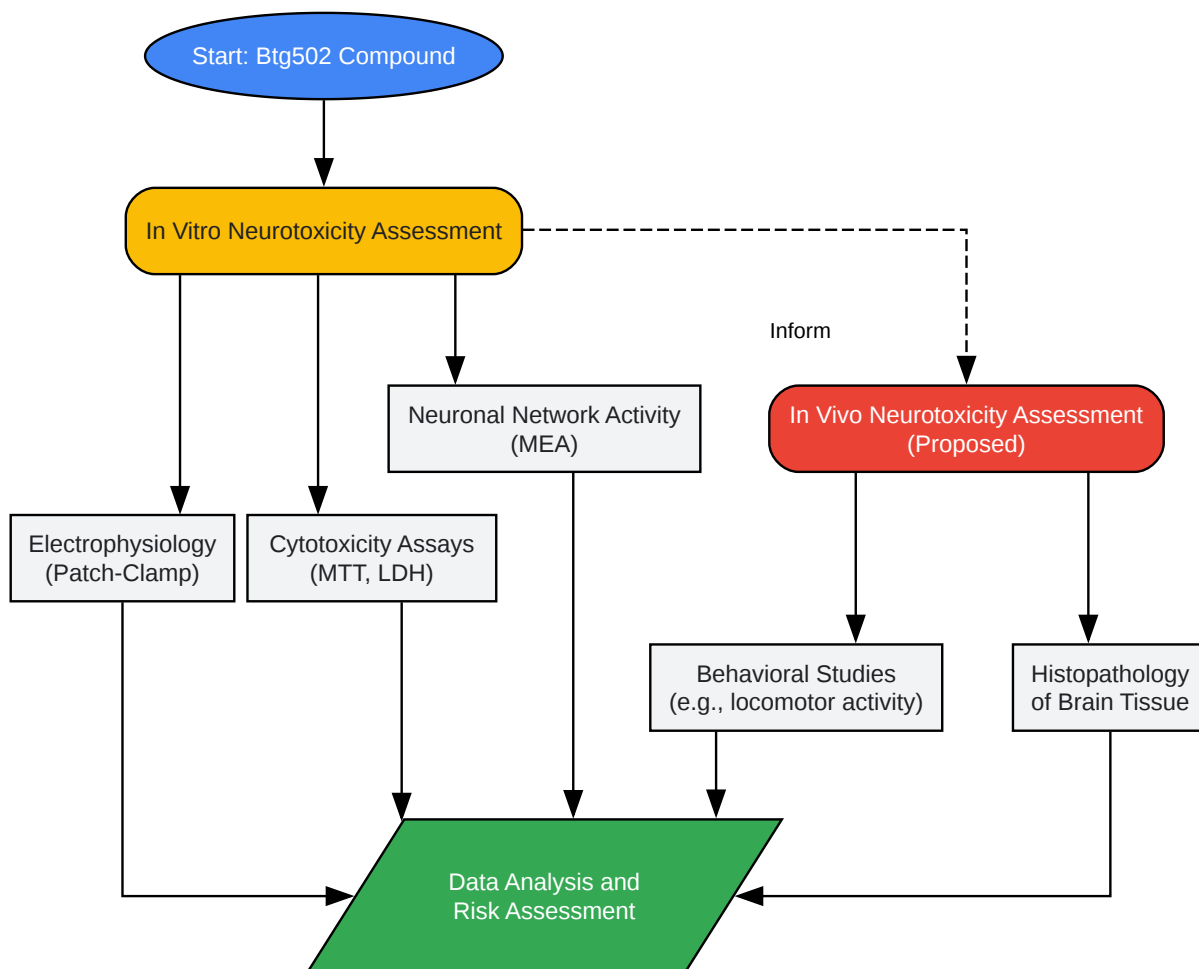 Start: Btg502 Compound
In Vitro Neurotoxicity Assessment
Inform
Neuronal Network Activity
(MEA)
In Vivo Neurotoxicity Assessment
(Proposed)
Electrophysiology
(Patch-Clamp)
Cytotoxicity Assays
(MTT, LDH)
Behavioral Studies
(e.g., locomotor activity)
Histopathology
of Brain Tissue
Data Analysis and
Risk Assessment